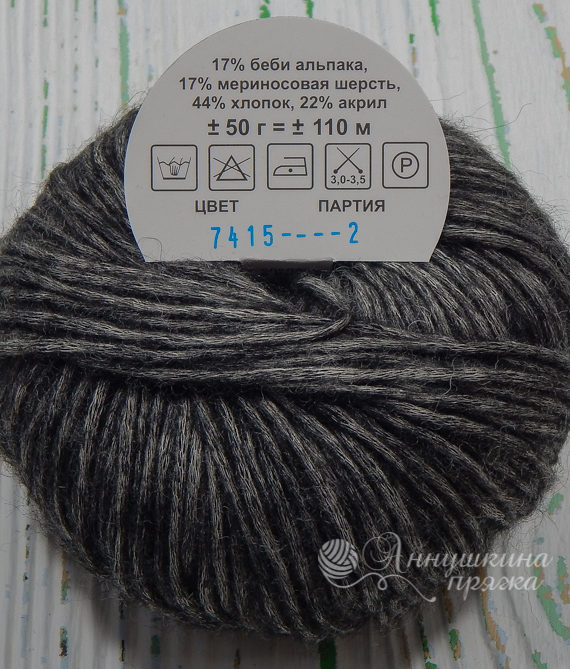 17% беби альпака,
17% мериносовая шерсть,
44% хлопок, 22% акрил
± 50 г = ± 110 м
3,0-3,5 P
ЦВЕТ ПАРТИЯ
7415----2
Аннушкина
пряжа